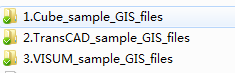 1.Cube_sample_GIS_files
2.TransCAD_sample_GIS_files
3.VISUM_sample_GIS_files